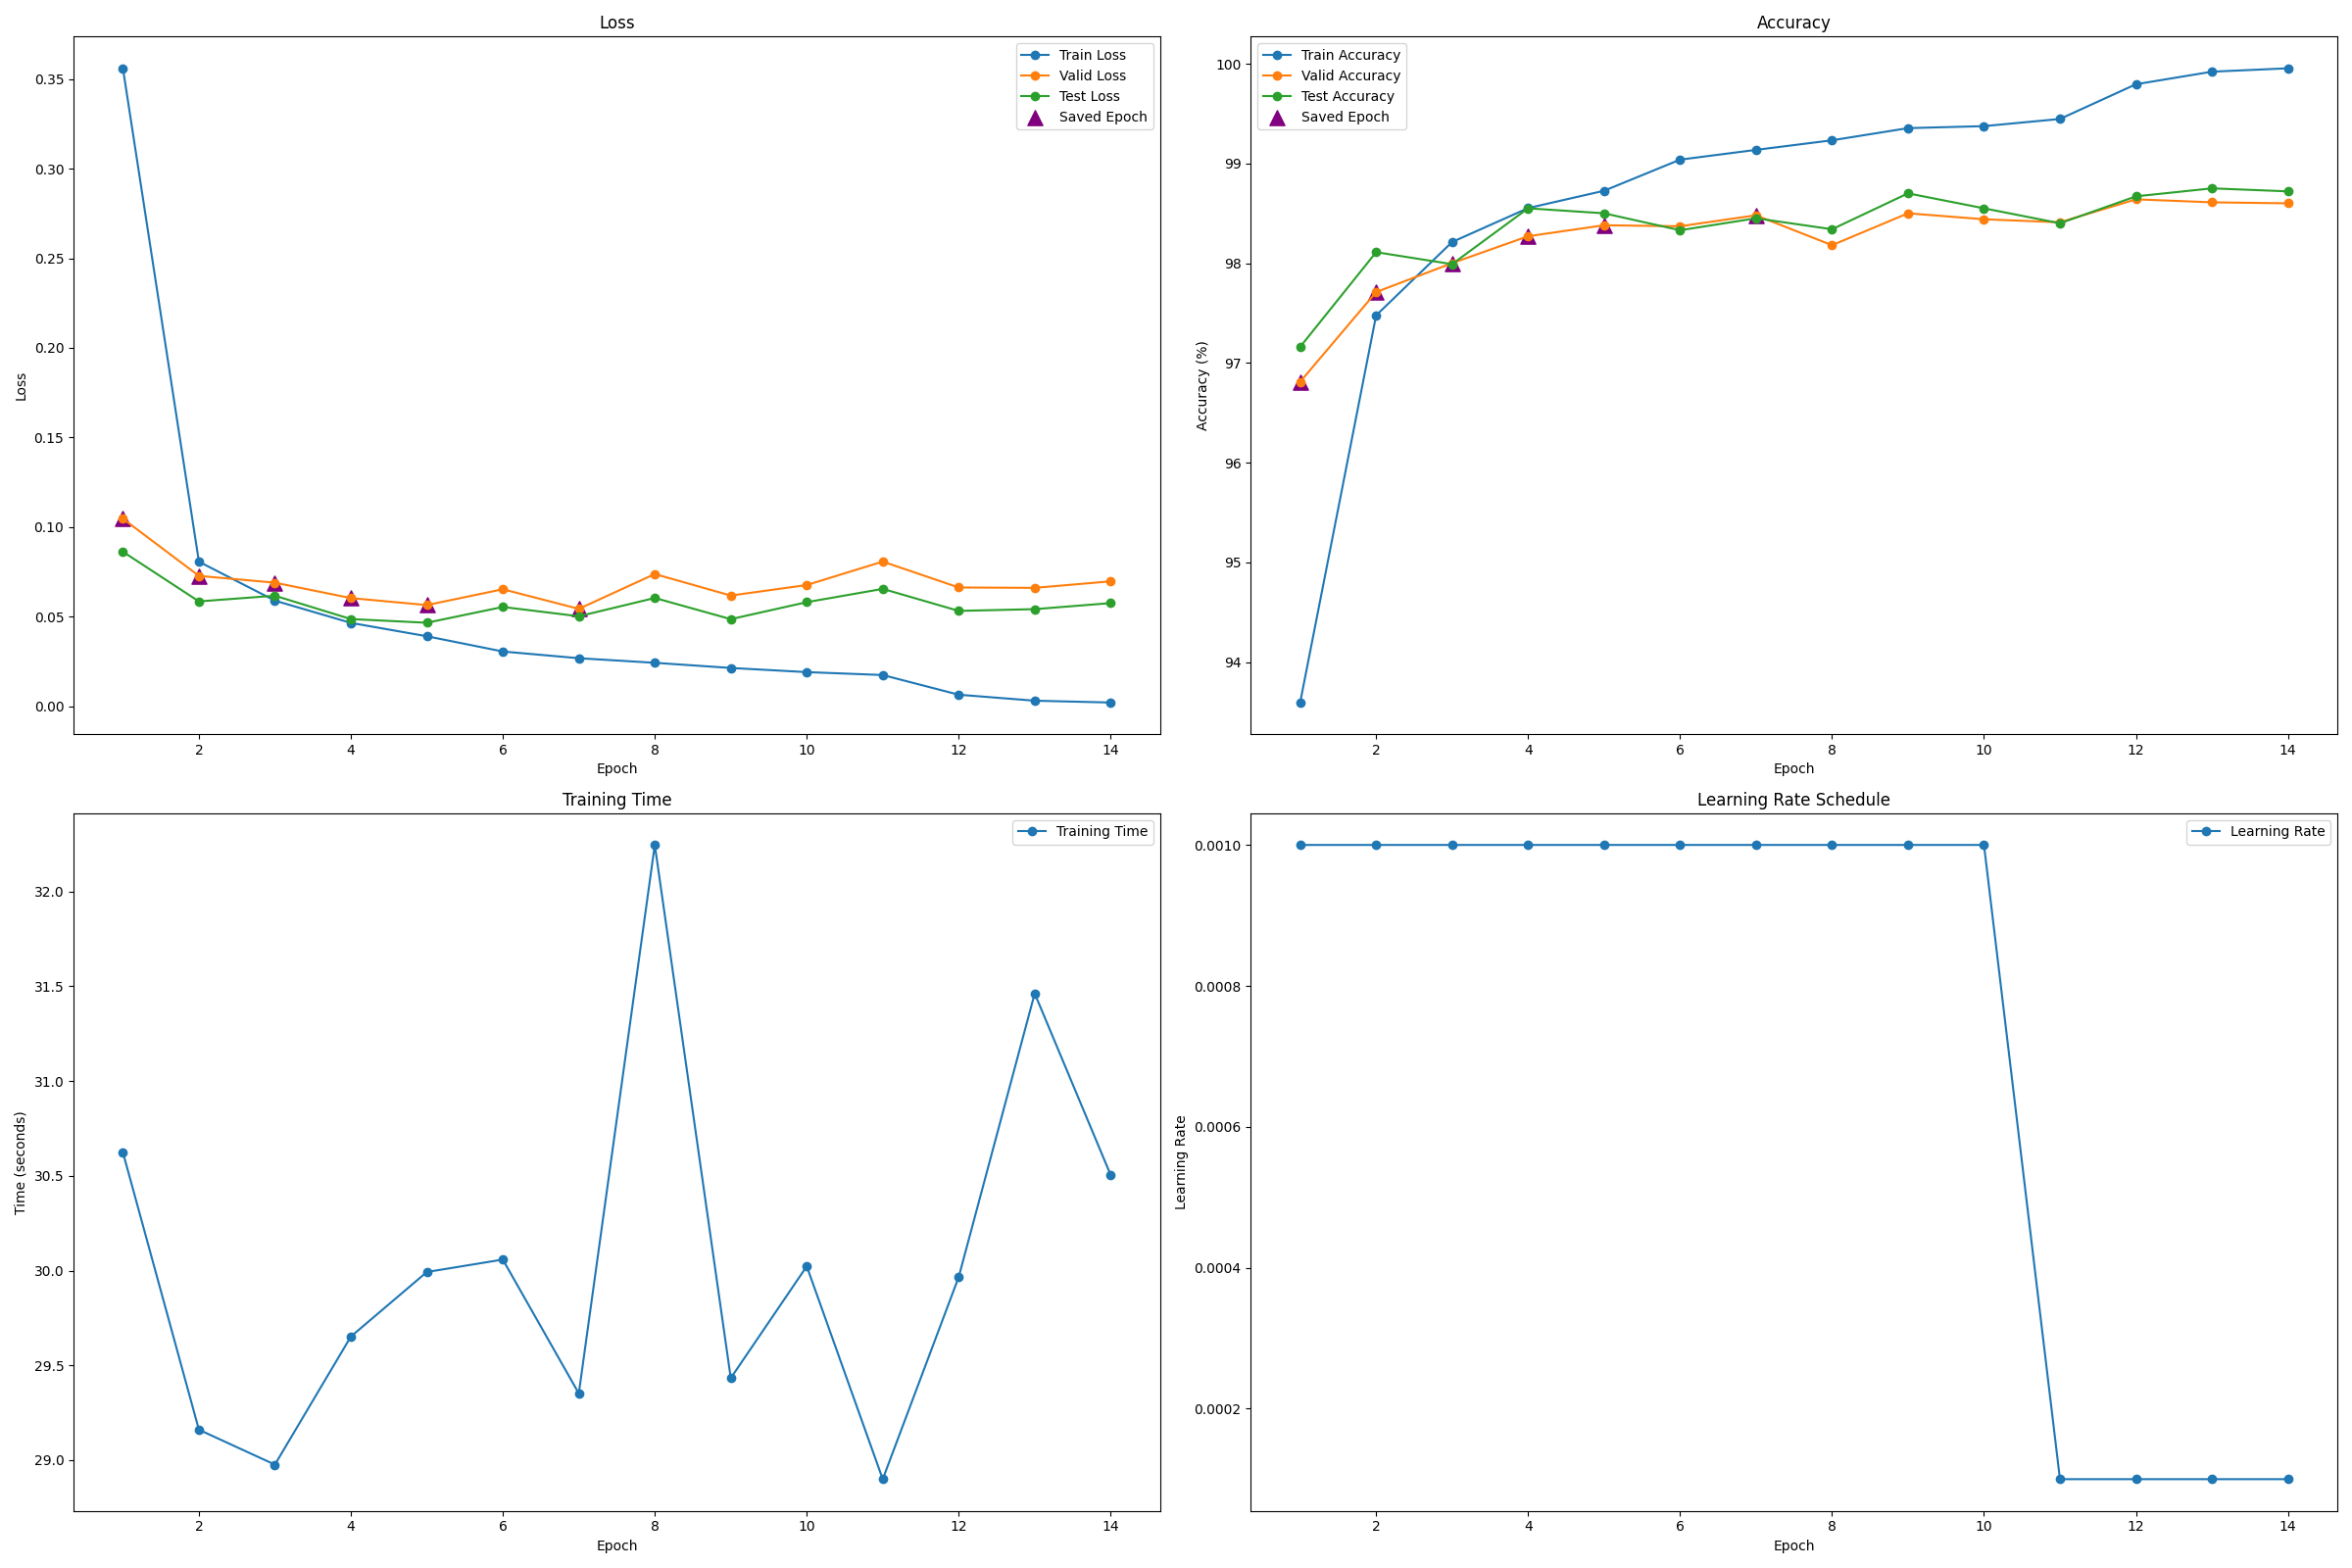 Loss
Train Loss
Valid Loss
Test Loss
Saved Epoch
0.35
0.30
0.25
0.20
0.15
0.10
0.05
0.00
Loss
2 4 6 8 10 12 14
Epoch
Accuracy
Train Accuracy
Valid Accuracy
Test Accuracy
Saved Epoch
100
99
98
97
96
95
94
Accuracy (%)
2 4 6 8 10 12 14
Epoch
Training Time
Training Time
32.0
31.5
31.0
30.5
30.0
29.5
29.0
Time (seconds)
2 4 6 8 10 12 14
Epoch
Learning Rate Schedule
Learning Rate
0.0010
0.0008
0.0006
0.0004
0.0002
Learning Rate
2 4 6 8 10 12 14
Epoch